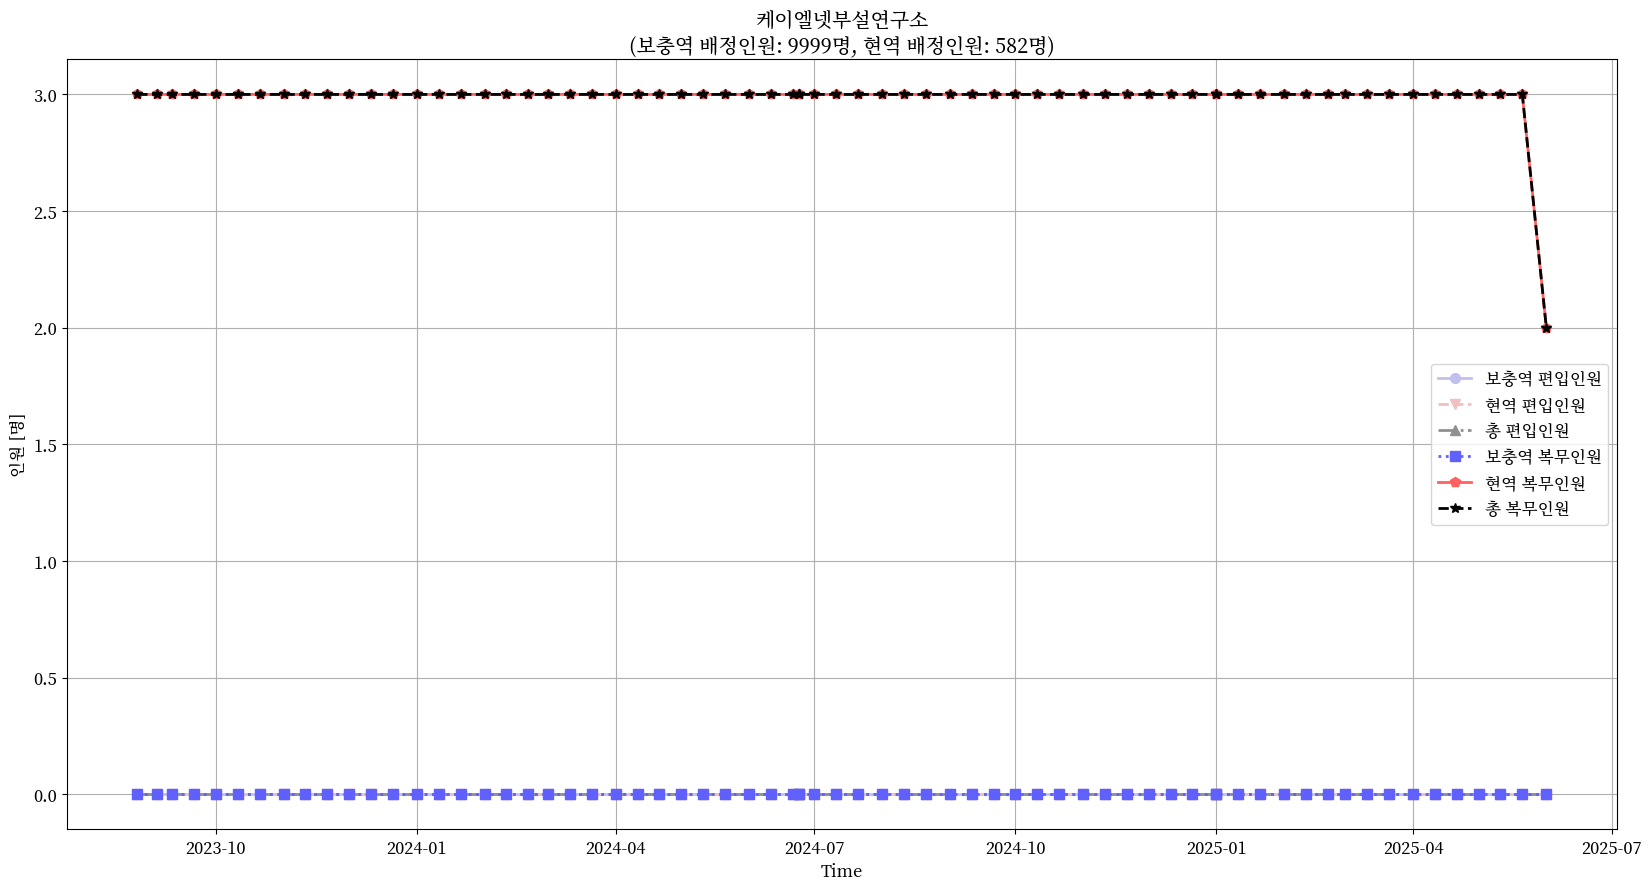 케이엘넷부설연구소
(보충역 배정인원: 9999명, 현역 배정인원: 582명)
3.0
2.5
2.0
1.5
1.0
0.5
0.0
인원 [명]
보충역 편입인원
현역 편입인원
총 편입인원
보충역 복무인원
현역 복무인원
총 복무인원
2023-10 2024-01 2024-04 2024-07 2024-10 2025-01 2025-04 2025-07
Time